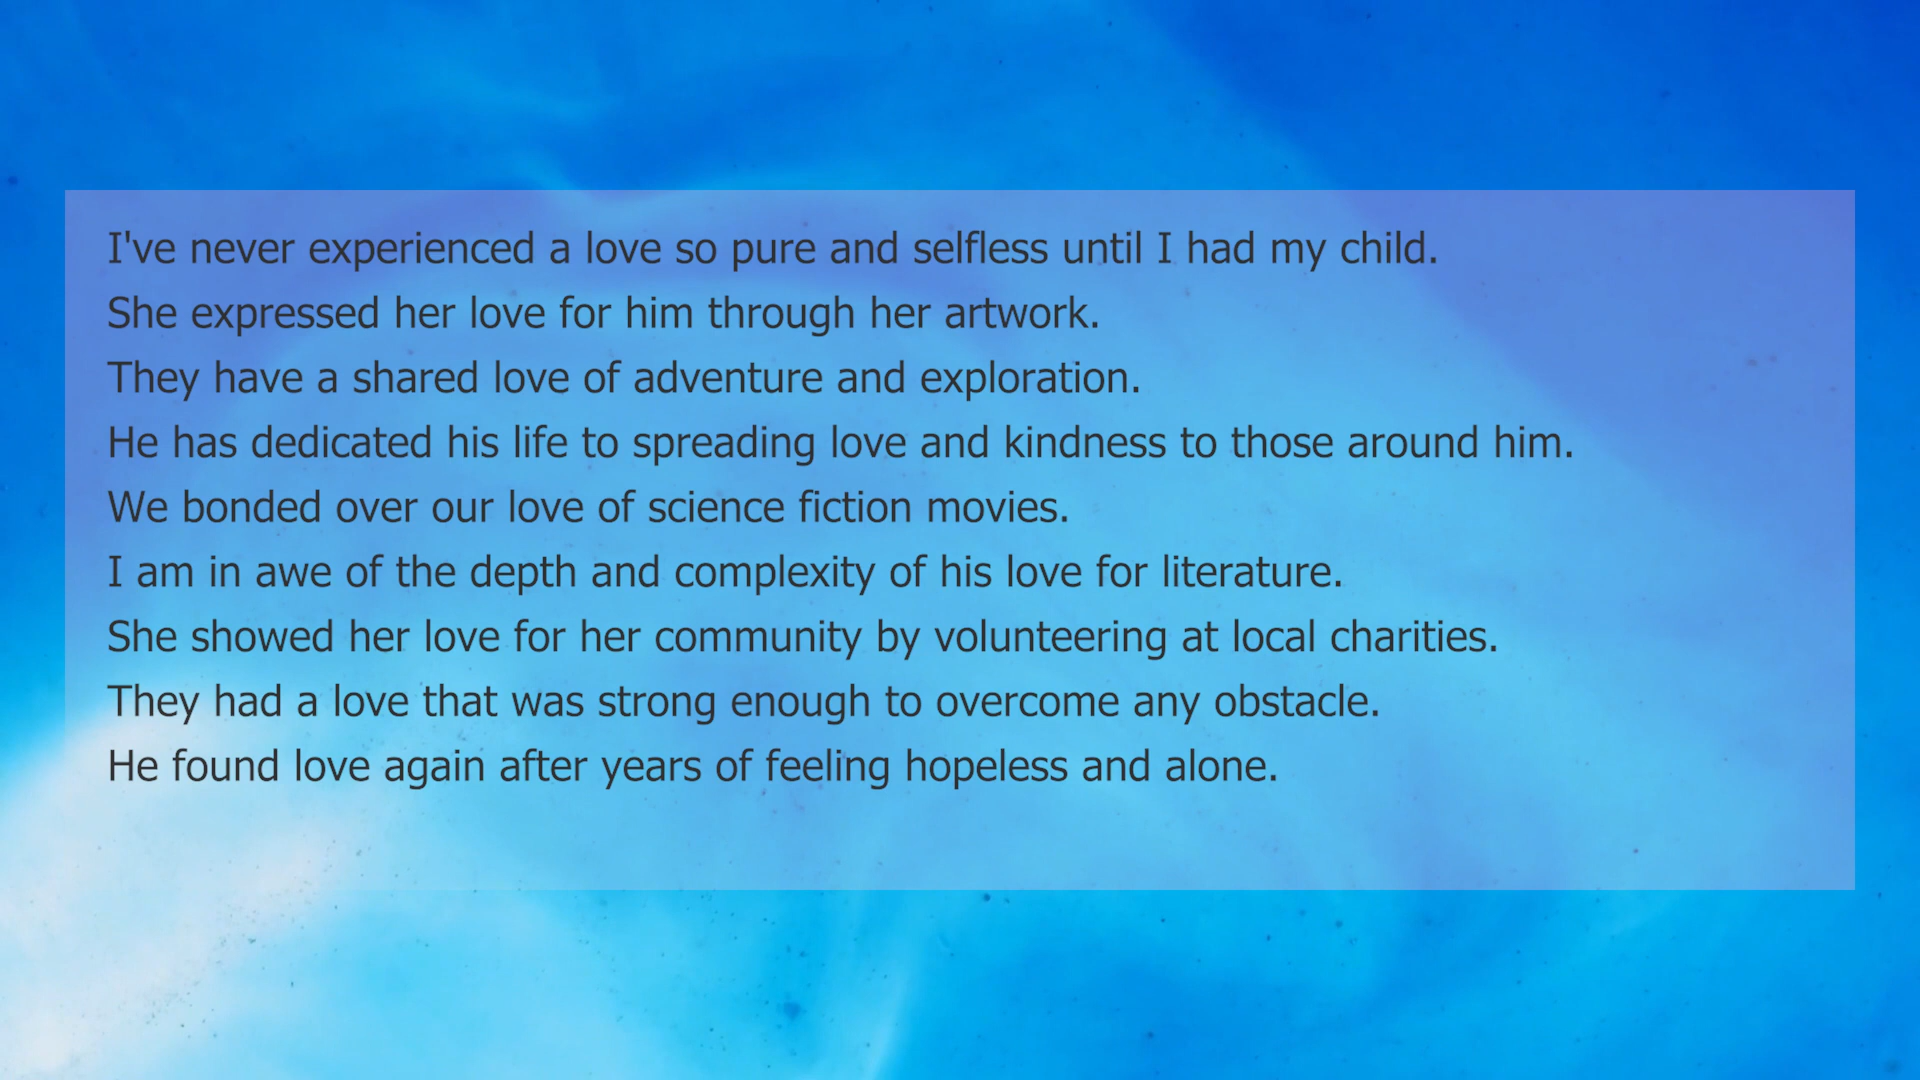 I've never experienced a love so pure and selfless until I had my child.
She expressed her love for him through her artwork.
They have a shared love of adventure and exploration.
He has dedicated his life to spreading love and kindness to those around him.
We bonded over our love of science fiction movies.
I am in awe of the depth and complexity of his love for literature.
She showed her love for her community by volunteering at local charities.
They had a love that was strong enough to overcome any obstacle.
He found love again after years of feeling hopeless and alone.